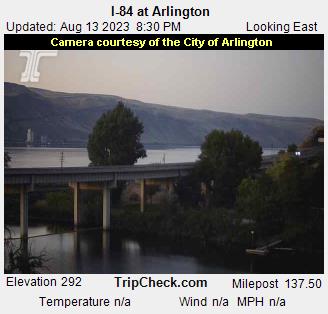 I-84 at Arlington
Updated: Aug 13 2023 8:30 PM Looking East
Camera courtesy of the City of Arlington
Elevation 292 TripCheck.com Milepost 137.50
Temperature n/a Wind n/a MPH n/a